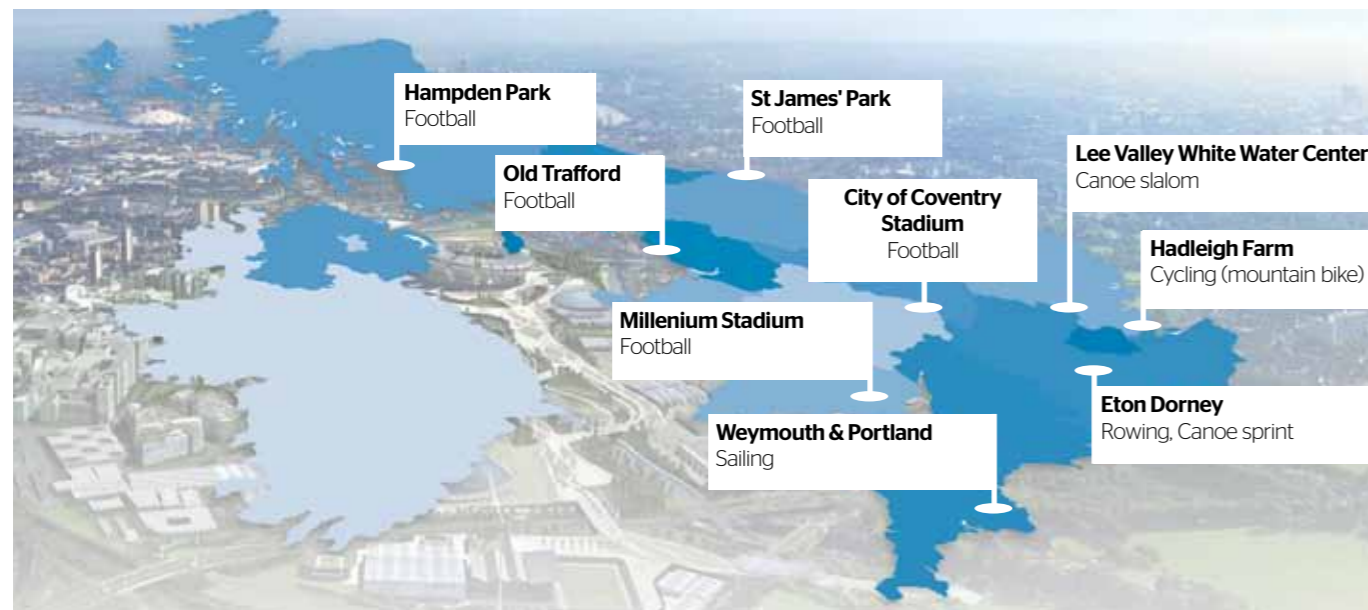 Hampden Park
Football
St James' Park
Football
Old Trafford
Football
City of Coventry
Stadium
Football
Lee Valley White Water Center
Canoe slalom
Hadleigh Farm
Cycling (mountain bike)
Millenium Stadium
Football
Eton Dorney
Rowing, Canoe sprint
Weymouth & Portland
Sailing